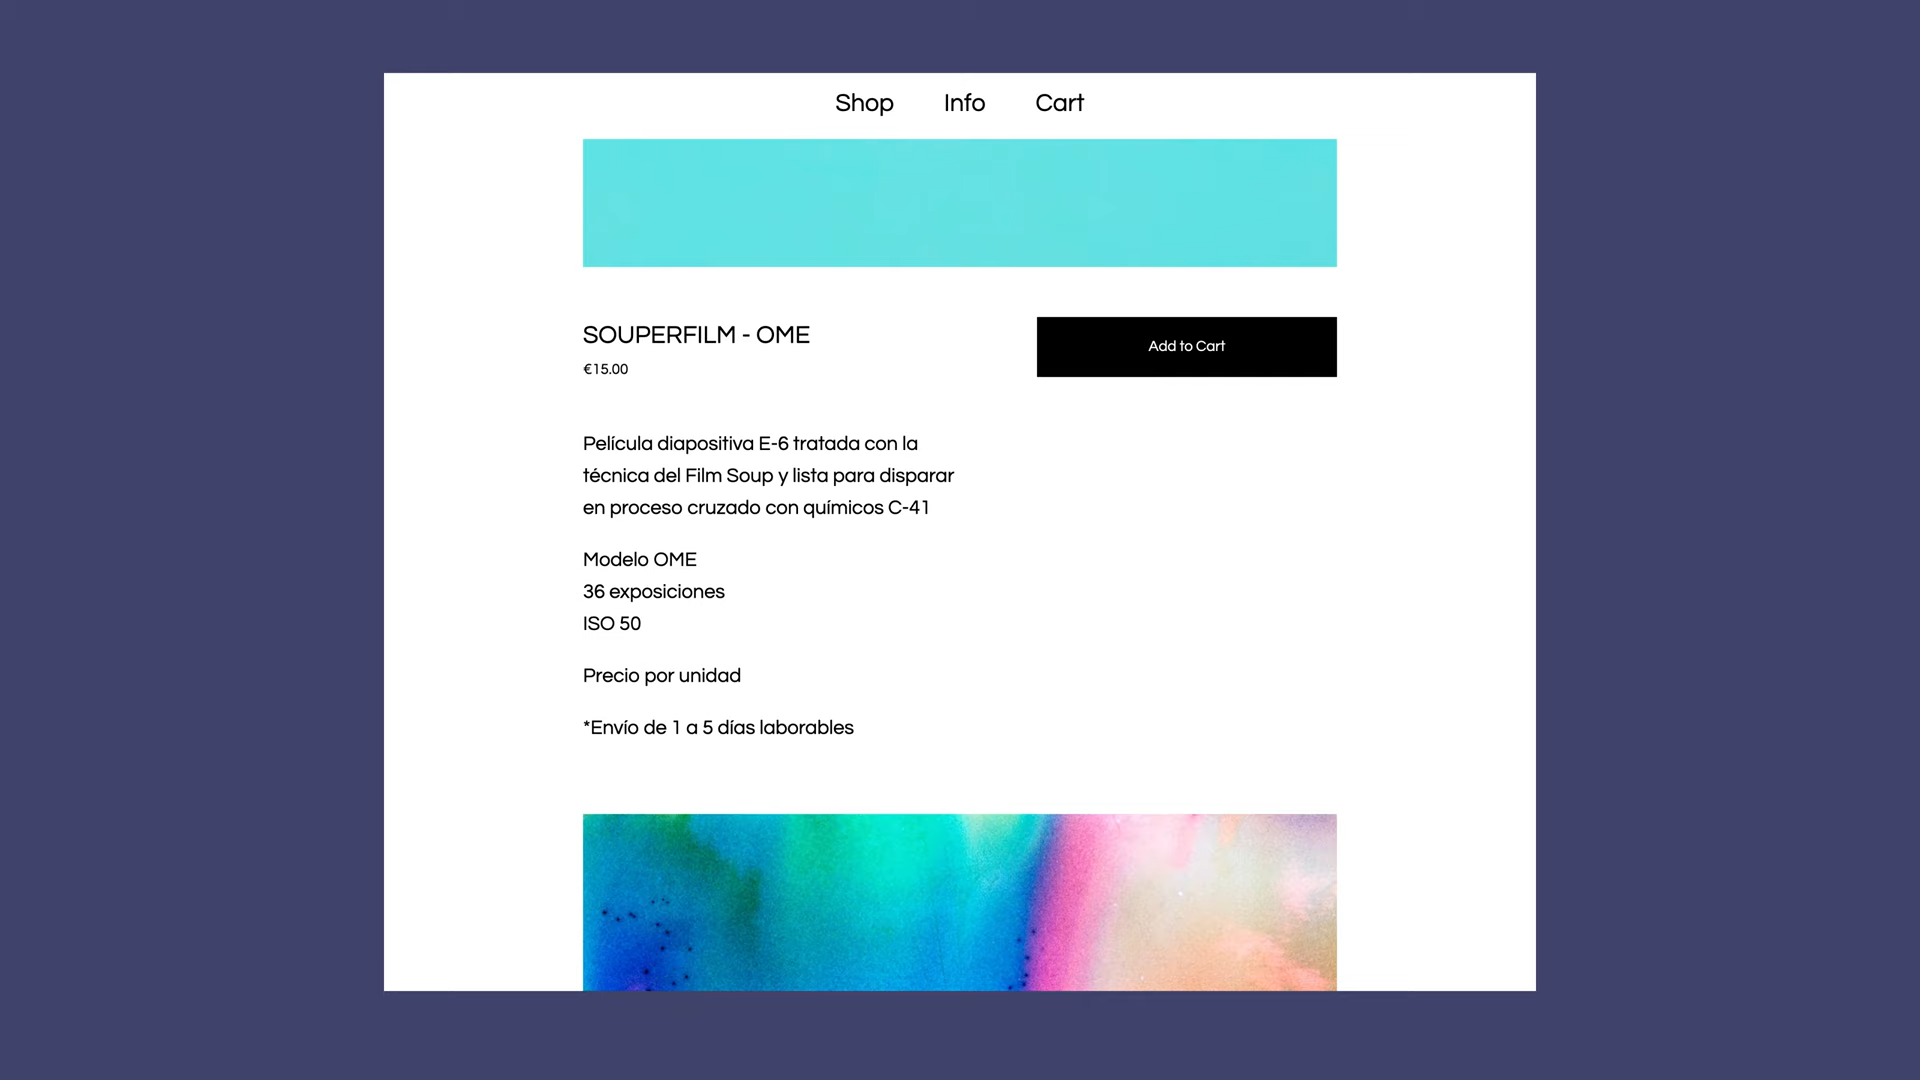 Shop Info Cart
SOUPERFILM - OME
€15.00
Add to Cart
Película diapositiva E-6 tratada con la
técnica del Film Soup y lista para disparar
en proceso cruzado con químicos C-41
Modelo OME
36 exposiciones
ISO 50
Precio por unidad
*Envío de 1 a 5 días laborables